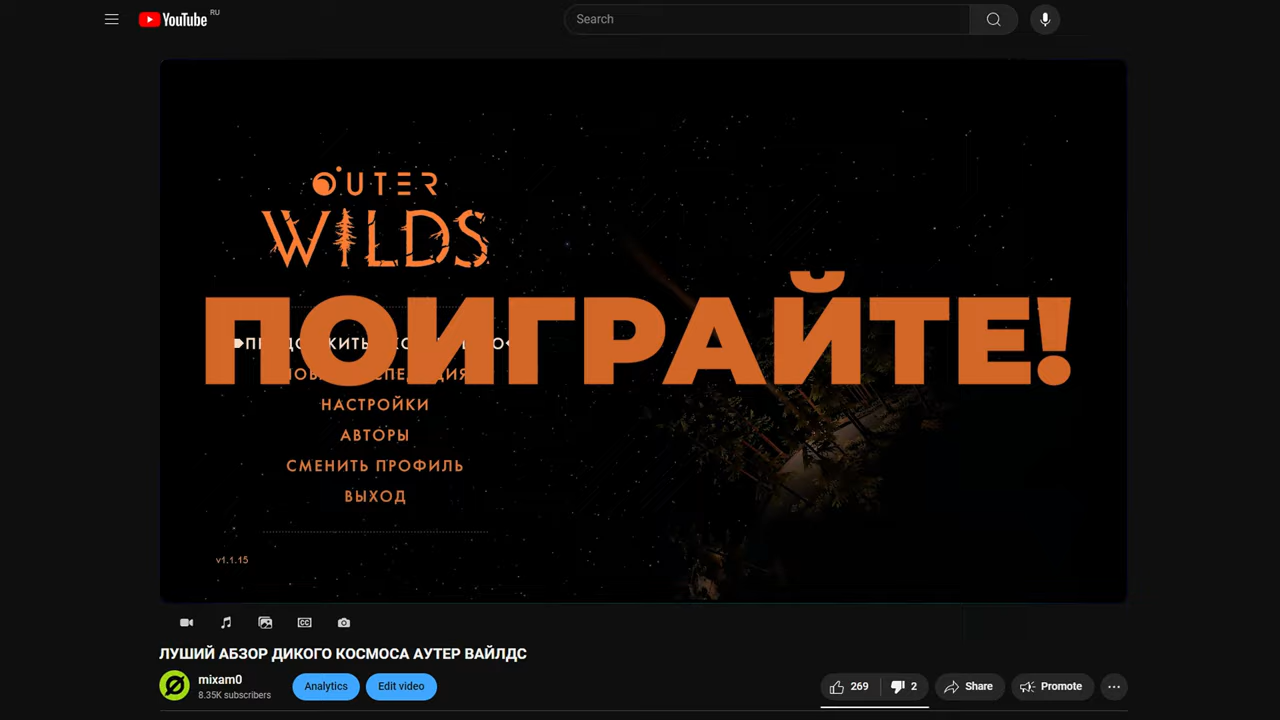 YouTube RU
Search
OUTER
WILDS
ПОИГРАЙТЕ!
НАСТРОЙКИ
АВТОРЫ
СМЕНИТЬ ПРОФИЛЬ
ВЫХОД
v1.1.15
CC
ЛУШИЙ АБЗОР ДИКОГО КОСМОСА АУТЕР ВАЙЛДС
mixam0
8.35K subscribers
Analytics
Edit video
269
2
Share
Promote